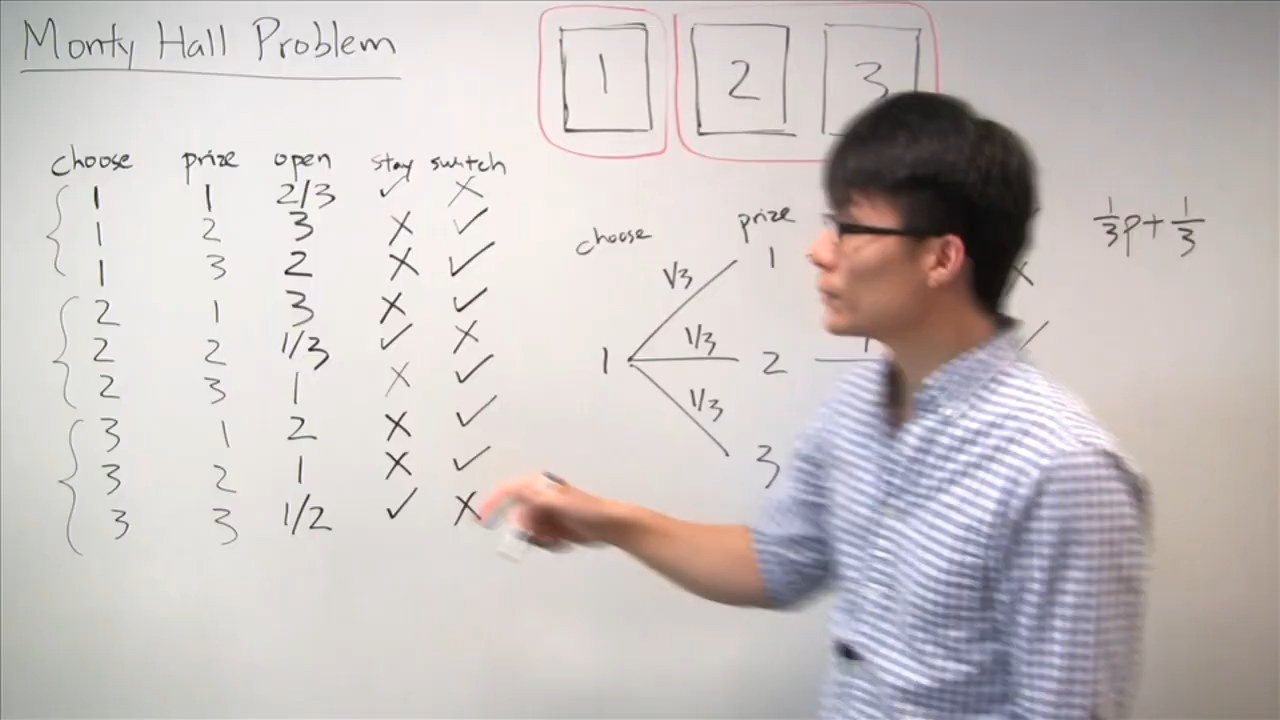 Monty Hall Problem
1 2 3
choose prize open stay switch
1 1 2/3 ✓ X
1 2 3 X ✓
1 3 2 X ✓
2 1 3 X ✓
2 2 1/3 ✓ X
2 3 1 X ✓
3 1 2 X ✓
3 2 1 X ✓
3 3 1/2 ✓ X
choose prize
1/3 1
1 1/3 2
1/3 3
X
✓
1/3 p + 1/3